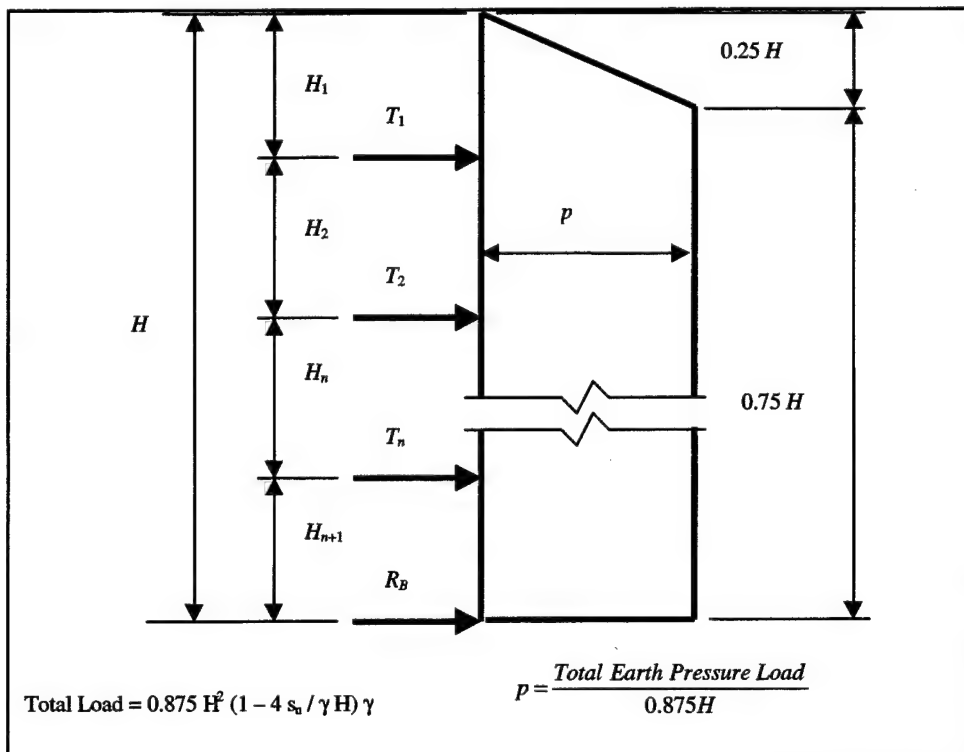 0.25 H
H₁
T₁
p
H₂
T₂
H
Hₙ
0.75 H
Tₙ
Hₙ₊₁
R_B
Total Load = 0.875 H² (1 – 4 sᵤ / γ H) γ
p = Total Earth Pressure Load / 0.875H